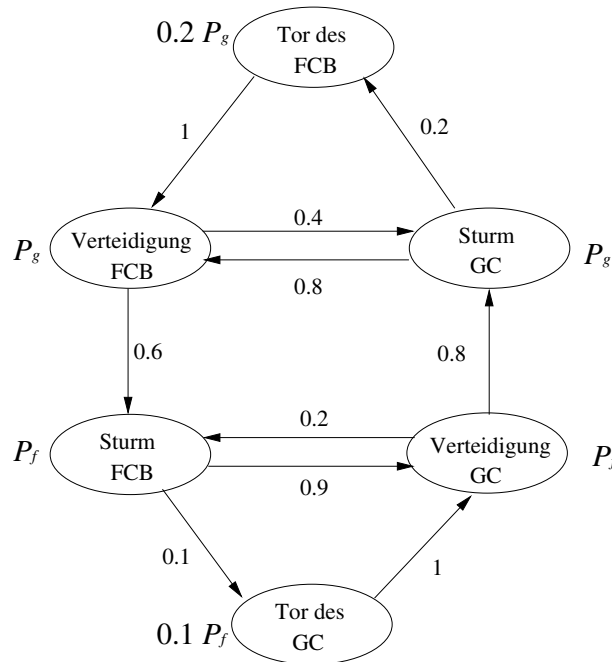 0.2 P_g
Tor des
FCB
1
0.2
P_g
Verteidigung
FCB
0.4
0.8
Sturm
GC
P_g
0.6
0.8
P_f
Sturm
FCB
0.2
0.9
Verteidigung
GC
P_f
0.1
1
0.1 P_f
Tor des
GC